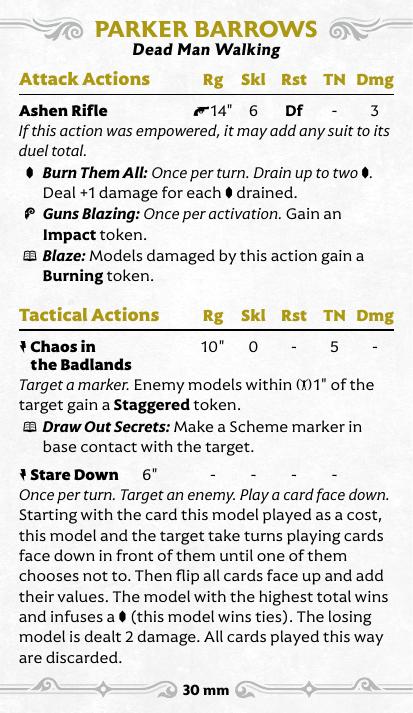 PARKER BARROWS
Dead Man Walking
Attack Actions Rg Skl Rst TN Dmg
Ashen Rifle 14" 6 Df - 3
If this action was empowered, it may add any suit to its
duel total.
Burn Them All: Once per turn. Drain up to two .
Deal +1 damage for each drained.
Guns Blazing: Once per activation. Gain an
Impact token.
Blaze: Models damaged by this action gain a
Burning token.
Tactical Actions Rg Skl Rst TN Dmg
Chaos in 10" 0 - 5 -
the Badlands
Target a marker. Enemy models within 1" of the
target gain a Staggered token.
Draw Out Secrets: Make a Scheme marker in
base contact with the target.
Stare Down 6" - - - -
Once per turn. Target an enemy. Play a card face down.
Starting with the card this model played as a cost,
this model and the target take turns playing cards
face down in front of them until one of them
chooses not to. Then flip all cards face up and add
their values. The model with the highest total wins
and infuses a (this model wins ties). The losing
model is dealt 2 damage. All cards played this way
are discarded.
30 mm